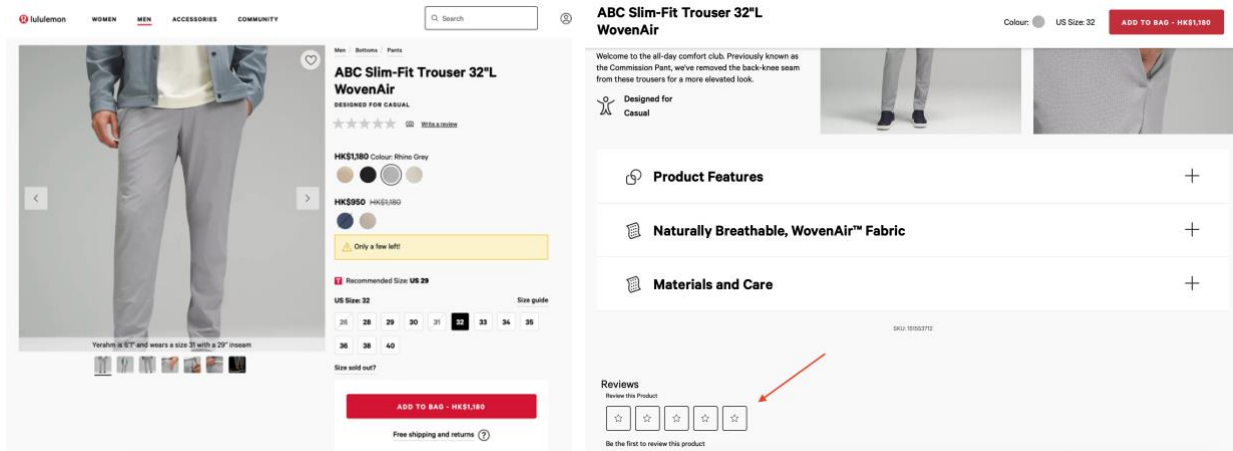 lululemon WOMEN MEN ACCESSORIES COMMUNITY Search
Men / Bottoms / Pants
ABC Slim-Fit Trouser 32"L
WovenAir
DESIGNED FOR CASUAL
(0) Write a review
HK$1,180 Colour: Rhino Grey
HK$950 HK$1,180
Only a few left!
Recommended Size: US 29
US Size: 32 Size guide
26 28 29 30 31 32 33 34 35
36 38 40
Size sold out?
ADD TO BAG - HK$1,180
Free shipping and returns ?
Yerahm is 6'1" and wears a size 31 with a 29" inseam
ABC Slim-Fit Trouser 32"L
WovenAir
Colour: US Size: 32 ADD TO BAG - HK$1,180
Welcome to the all-day comfort club. Previously known as
the Commission Pant, we've removed the back-knee seam
from these trousers for a more elevated look.
Designed for
Casual
Product Features
Naturally Breathable, WovenAir™ Fabric
Materials and Care
SKU: 151553712
Reviews
Review this Product
Be the first to review this product